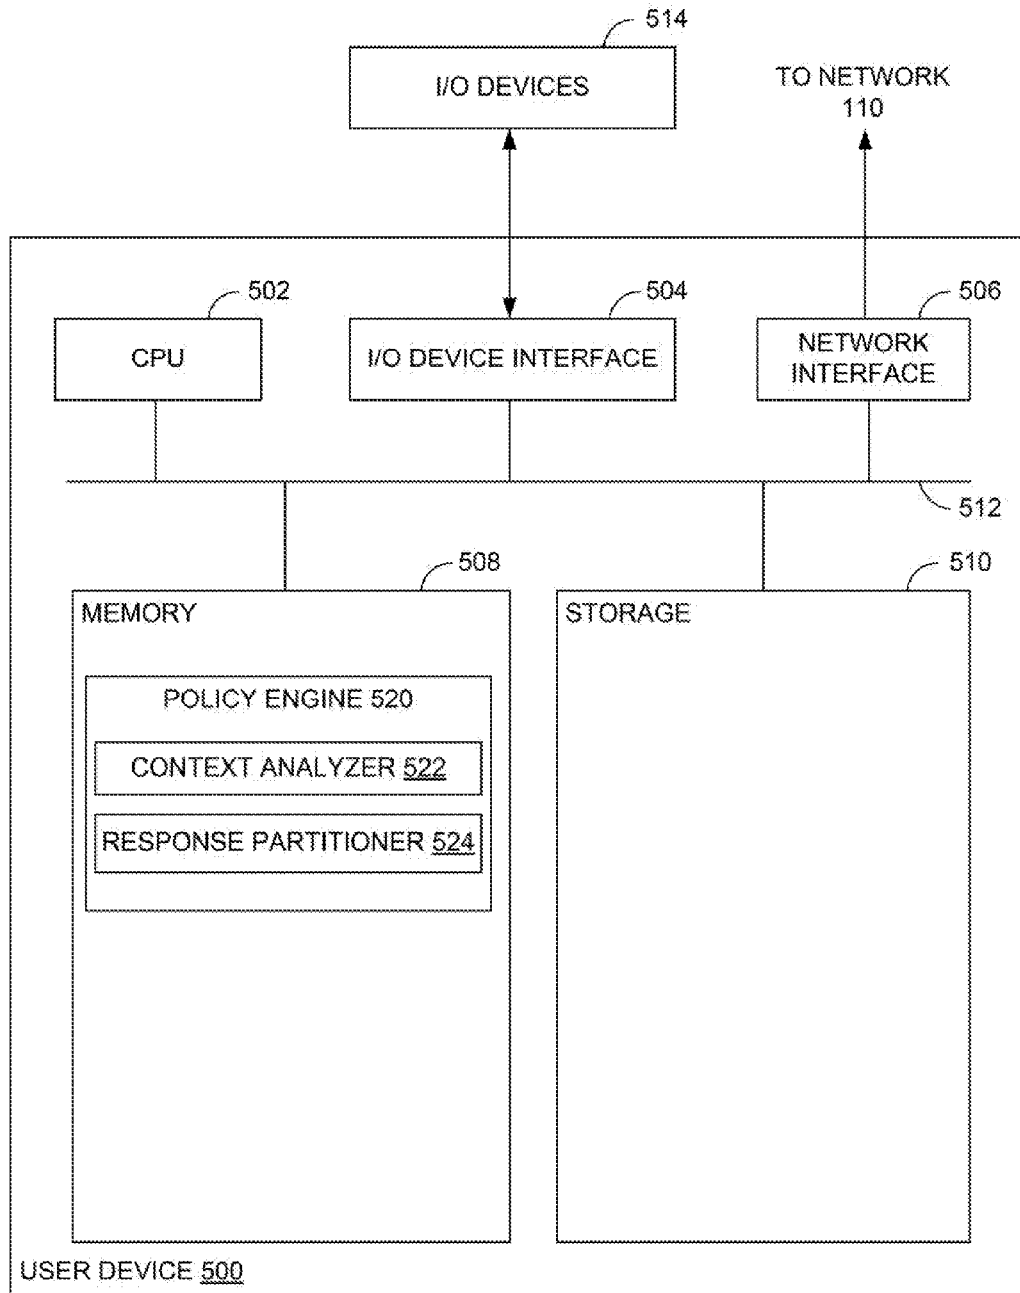 514
I/O DEVICES
TO NETWORK
110
502
504
506
CPU
I/O DEVICE INTERFACE
NETWORK
INTERFACE
512
508
510
MEMORY
STORAGE
POLICY ENGINE 520
CONTEXT ANALYZER 522
RESPONSE PARTITIONER 524
USER DEVICE 500